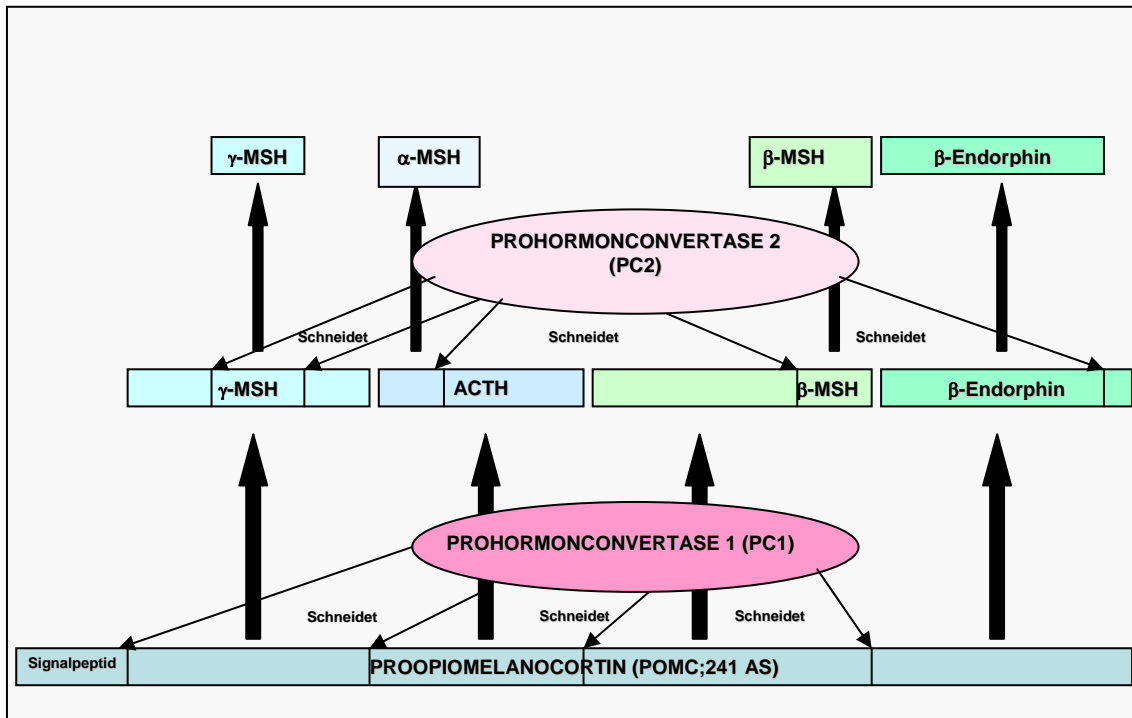 γ-MSH
α-MSH
β-MSH
β-Endorphin
PROHORMONCONVERTASE 2
(PC2)
Schneidet
Schneidet
Schneidet
γ-MSH
ACTH
β-MSH
β-Endorphin
PROHORMONCONVERTASE 1 (PC1)
Schneidet
Schneidet
Schneidet
Signalpeptid
PROOPIOMELANOCORTIN (POMC;241 AS)